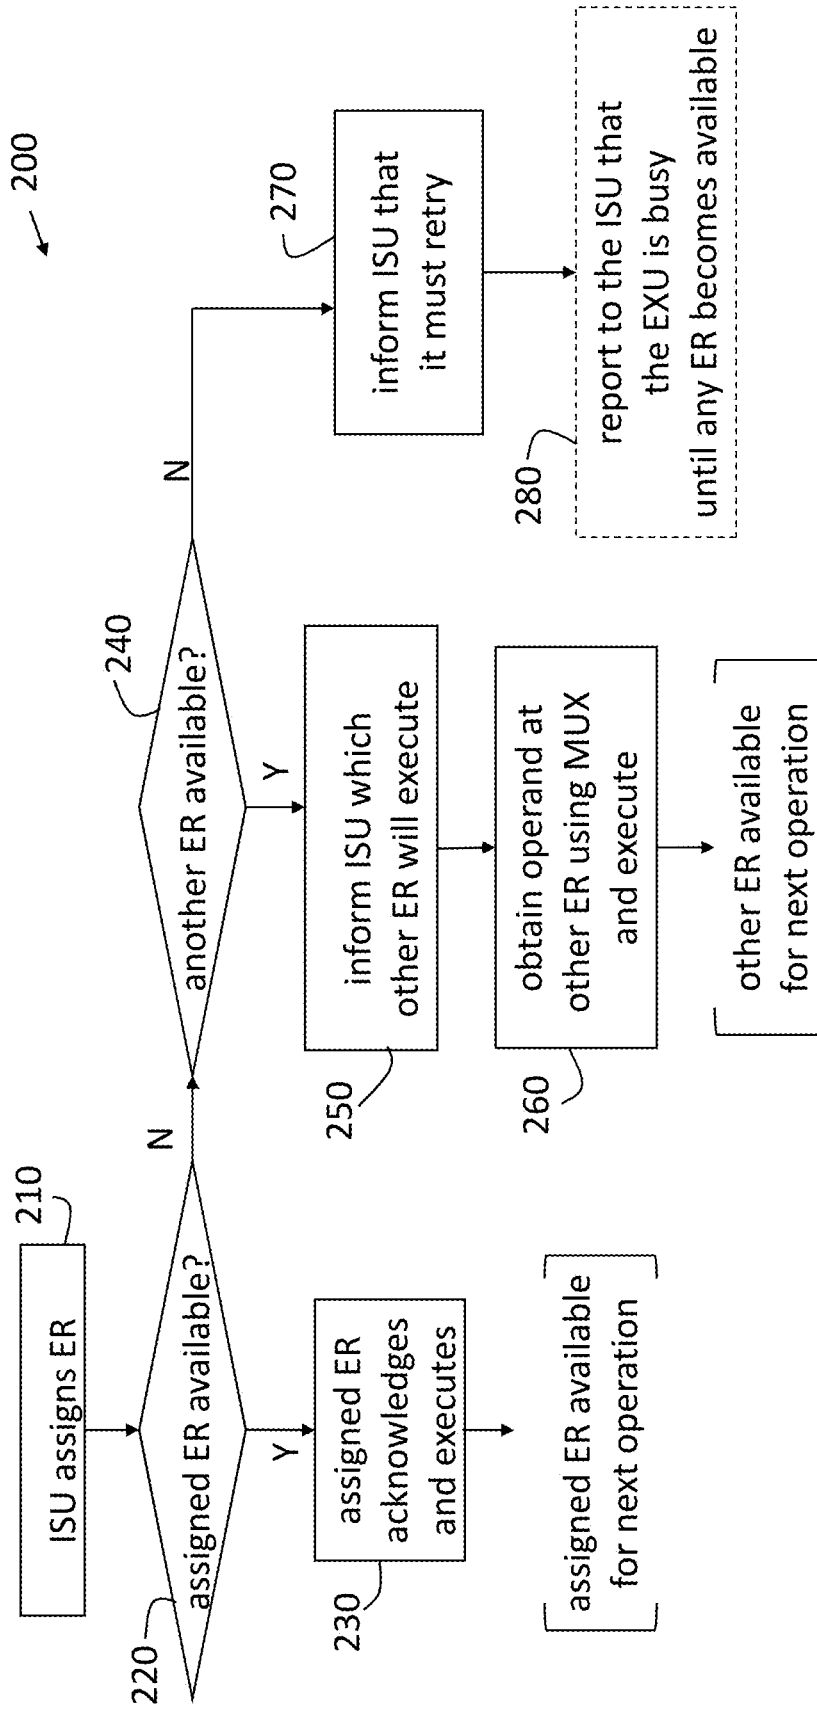 200
210
ISU assigns ER
220
assigned ER available?
N
Y
230
assigned ER
acknowledges
and executes
assigned ER available
for next operation
240
another ER available?
N
Y
250
inform ISU which
other ER will execute
260
obtain operand at
other ER using MUX
and execute
other ER available
for next operation
270
inform ISU that
it must retry
280
report to the ISU that
the EXU is busy
until any ER becomes available